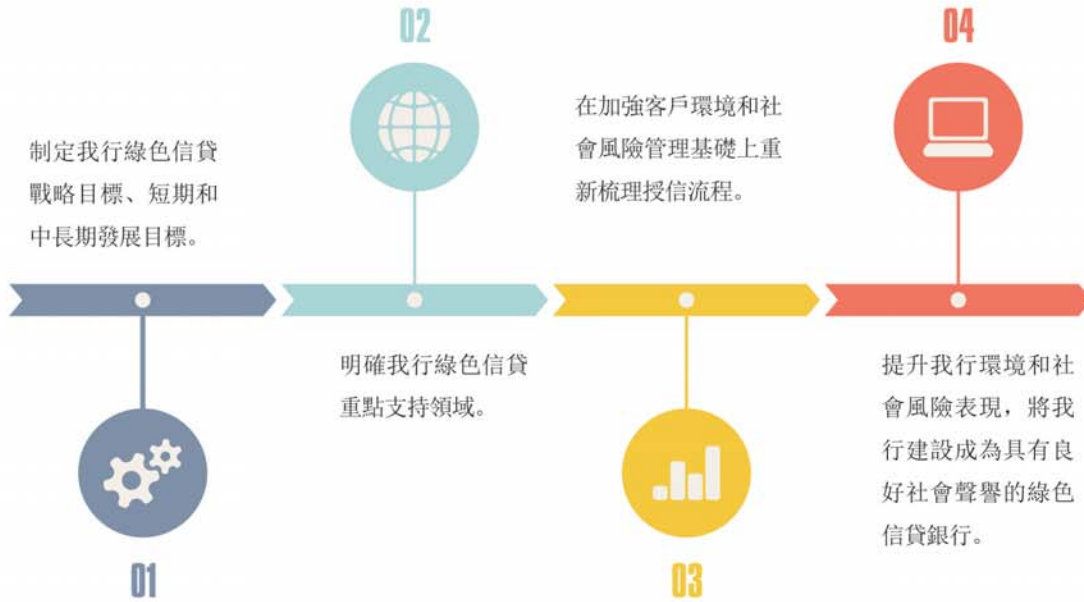 01
制定我行綠色信貸
戰略目標、短期和
中長期發展目標。
02
明確我行綠色信貸
重點支持領域。
03
在加強客戶環境和社
會風險管理基礎上重
新梳理授信流程。
04
提升我行環境和社
會風險表現，將我
行建設成為具有良
好社會聲譽的綠色
信貸銀行。